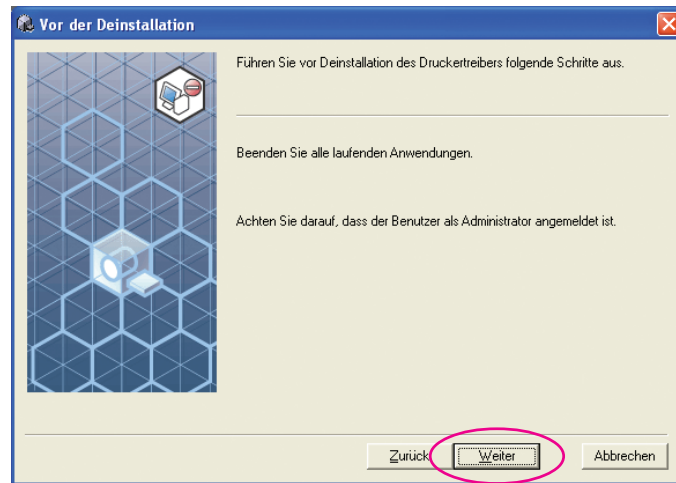 Vor der Deinstallation
Führen Sie vor Deinstallation des Druckertreibers folgende Schritte aus.
Beenden Sie alle laufenden Anwendungen.
Achten Sie darauf, dass der Benutzer als Administrator angemeldet ist.
Zurück Weiter Abbrechen